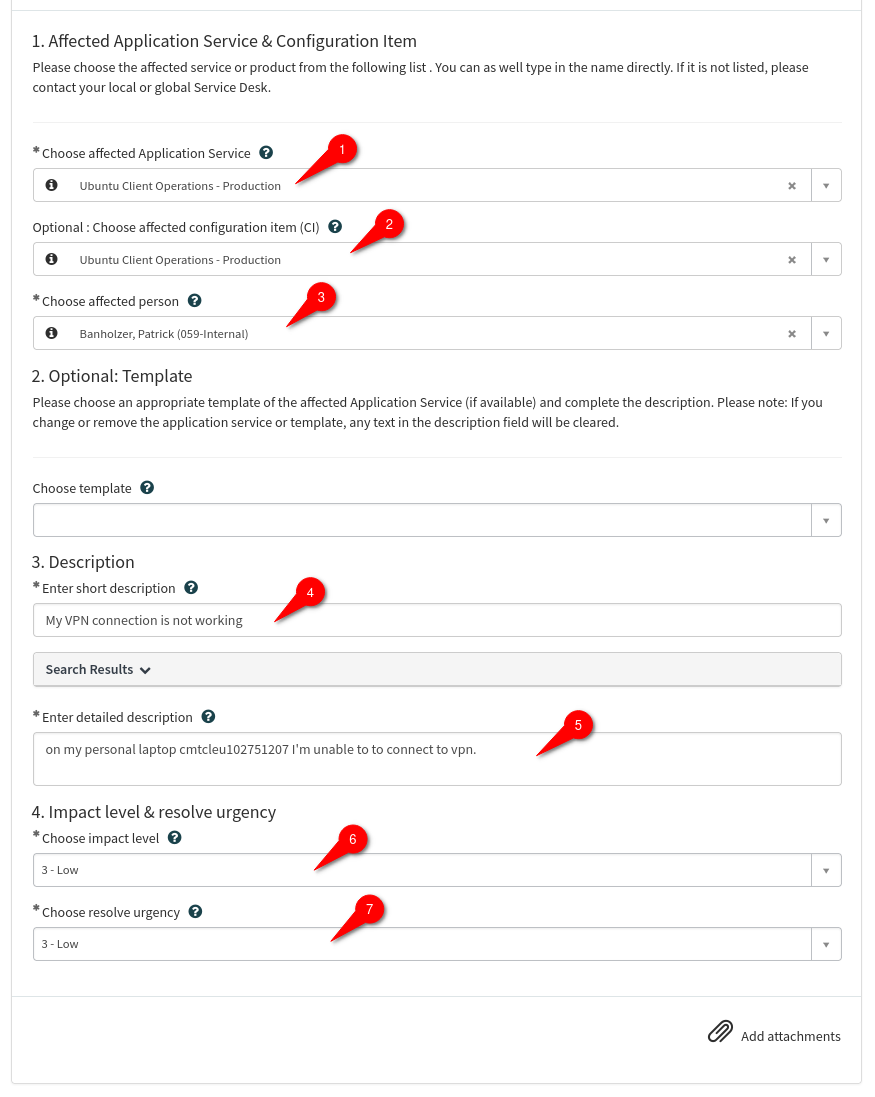 1. Affected Application Service & Configuration Item
Please choose the affected service or product from the following list . You can as well type in the name directly. If it is not listed, please
contact your local or global Service Desk.
* Choose affected Application Service ?
1
Ubuntu Client Operations - Production
Optional : Choose affected configuration item (CI) ?
2
Ubuntu Client Operations - Production
* Choose affected person ?
3
Banholzer, Patrick (059-Internal)
2. Optional: Template
Please choose an appropriate template of the affected Application Service (if available) and complete the description. Please note: If you
change or remove the application service or template, any text in the description field will be cleared.
Choose template ?
3. Description
* Enter short description ?
4
My VPN connection is not working
Search Results
* Enter detailed description ?
5
on my personal laptop cmtcleu102751207 I'm unable to to connect to vpn.
4. Impact level & resolve urgency
* Choose impact level ?
6
3 - Low
* Choose resolve urgency ?
7
3 - Low
Add attachments